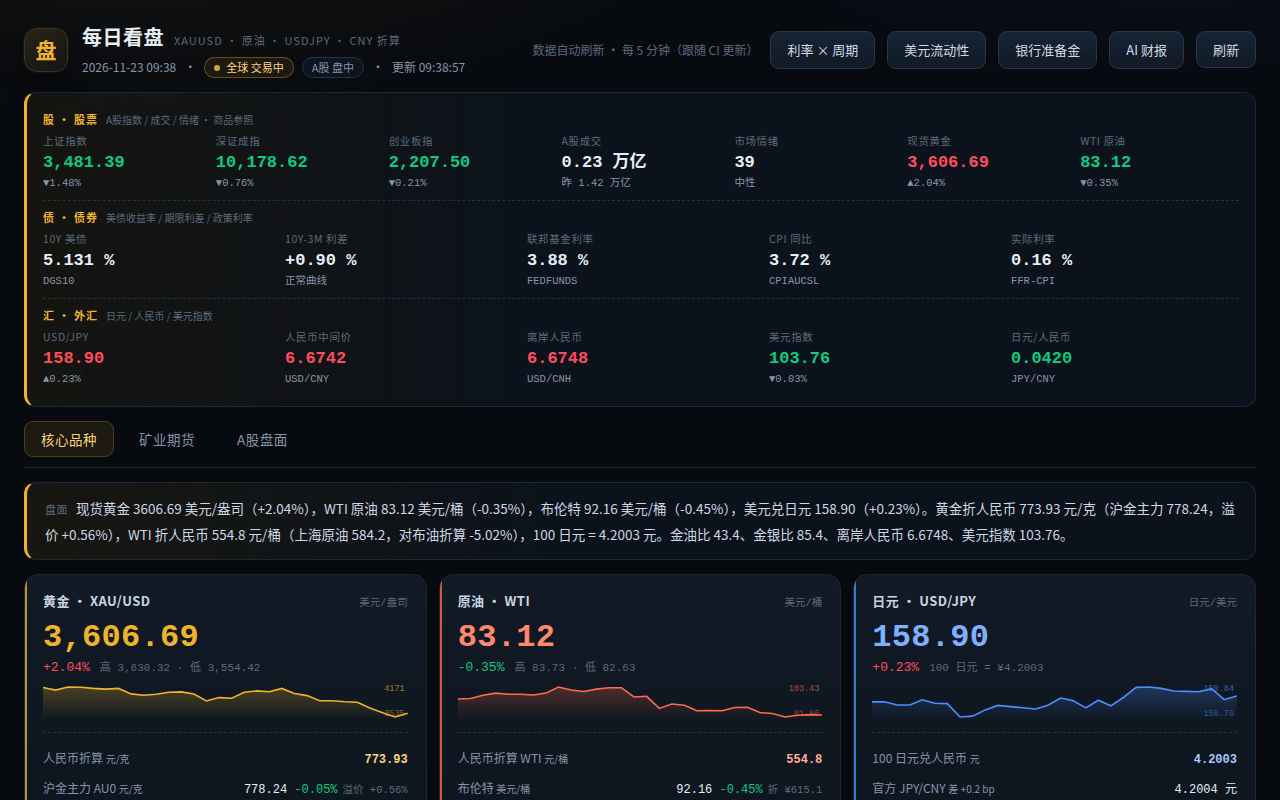 盘
每日看盘 XAUUSD · 原油 · USDJPY · CNY 折算
2026-11-23 09:38 · 全球 交易中 A股 盘中 · 更新 09:38:57
数据自动刷新 · 每 5 分钟（跟随 CI 更新）
利率 × 周期 美元流动性 银行准备金 AI 财报 刷新
股 · 股票 A股指数 / 成交 / 情绪 · 商品参照
上证指数 深证成指 创业板指 A股成交 市场情绪 现货黄金 WTI 原油
3,481.39 10,178.62 2,207.50 0.23 万亿 39 3,606.69 83.12
▼1.48% ▼0.76% ▼0.21% 昨 1.42 万亿 中性 ▲2.04% ▼0.35%
债 · 债券 美债收益率 / 期限利差 / 政策利率
10Y 美债 10Y-3M 利差 联邦基金利率 CPI 同比 实际利率
5.131 % +0.90 % 3.88 % 3.72 % 0.16 %
DGS10 正常曲线 FEDFUNDS CPIAUCSL FFR-CPI
汇 · 外汇 日元 / 人民币 / 美元指数
USD/JPY 人民币中间价 离岸人民币 美元指数 日元/人民币
158.90 6.6742 6.6748 103.76 0.0420
▲0.23% USD/CNY USD/CNH ▼0.03% JPY/CNY
核心品种 矿业期货 A股盘面
盘面 现货黄金 3606.69 美元/盎司（+2.04%），WTI 原油 83.12 美元/桶（-0.35%），布伦特 92.16 美元/桶（-0.45%），美元兑日元 158.90（+0.23%）。黄金折人民币 773.93 元/克（沪金主力 778.24，溢
价 +0.56%），WTI 折人民币 554.8 元/桶（上海原油 584.2，对布油折算 -5.02%），100 日元 = 4.2003 元。金油比 43.4、金银比 85.4、离岸人民币 6.6748、美元指数 103.76。
黄金 · XAU/USD 美元/盎司
3,606.69
+2.04% 高 3,630.32 · 低 3,554.42
4171
人民币折算 元/克 773.93
沪金主力 AU0 元/克 778.24 -0.05% 溢价 +0.56%
原油 · WTI 美元/桶
83.12
-0.35% 高 83.73 · 低 82.63
103.43
人民币折算 WTI 元/桶 554.8
布伦特 美元/桶 92.16 -0.45% 折 ¥615.1
日元 · USD/JPY 日元/美元
158.90
+0.23% 100 日元 = ¥4.2003
159.84
156.76
100 日元兑人民币 元 4.2003
官方 JPY/CNY 差 +0.2 bp 4.2004 元